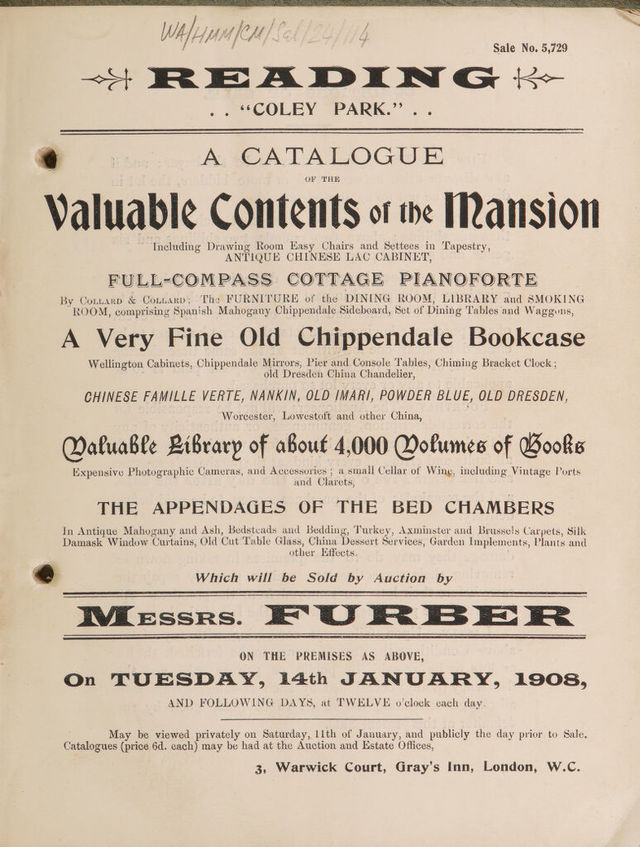 WA/HMM/CM/Sal/24/114
Sale No. 5,729
READING
. . “COLEY PARK.” . .
A CATALOGUE
OF THE
Valuable Contents of the Mansion
Including Drawing Room Easy Chairs and Settees in Tapestry,
ANTIQUE CHINESE LAC CABINET,
FULL-COMPASS COTTAGE PIANOFORTE
By COLLARD & COLLARD; The FURNITURE of the DINING ROOM, LIBRARY and SMOKING
ROOM, comprising Spanish Mahogany Chippendale Sideboard, Set of Dining Tables and Waggons,
A Very Fine Old Chippendale Bookcase
Wellington Cabinets, Chippendale Mirrors, Pier and Console Tables, Chiming Bracket Clock;
old Dresden China Chandelier,
CHINESE FAMILLE VERTE, NANKIN, OLD IMARI, POWDER BLUE, OLD DRESDEN,
Worcester, Lowestoft and other China,
Valuable Library of about 4,000 Volumes of Books
Expensive Photographic Cameras, and Accessories; a small Cellar of Wine, including Vintage Ports
and Clarets,
THE APPENDAGES OF THE BED CHAMBERS
In Antique Mahogany and Ash, Bedsteads and Bedding, Turkey, Axminster and Brussels Carpets, Silk
Damask Window Curtains, Old Cut Table Glass, China Dessert Services, Garden Implements, Plants and
other Effects.
Which will be Sold by Auction by
MESSRS. FURBER
ON THE PREMISES AS ABOVE,
On TUESDAY, 14th JANUARY, 1908,
AND FOLLOWING DAYS, at TWELVE o'clock each day.
May be viewed privately on Saturday, 11th of January, and publicly the day prior to Sale.
Catalogues (price 6d. each) may be had at the Auction and Estate Offices,
3, Warwick Court, Gray's Inn, London, W.C.